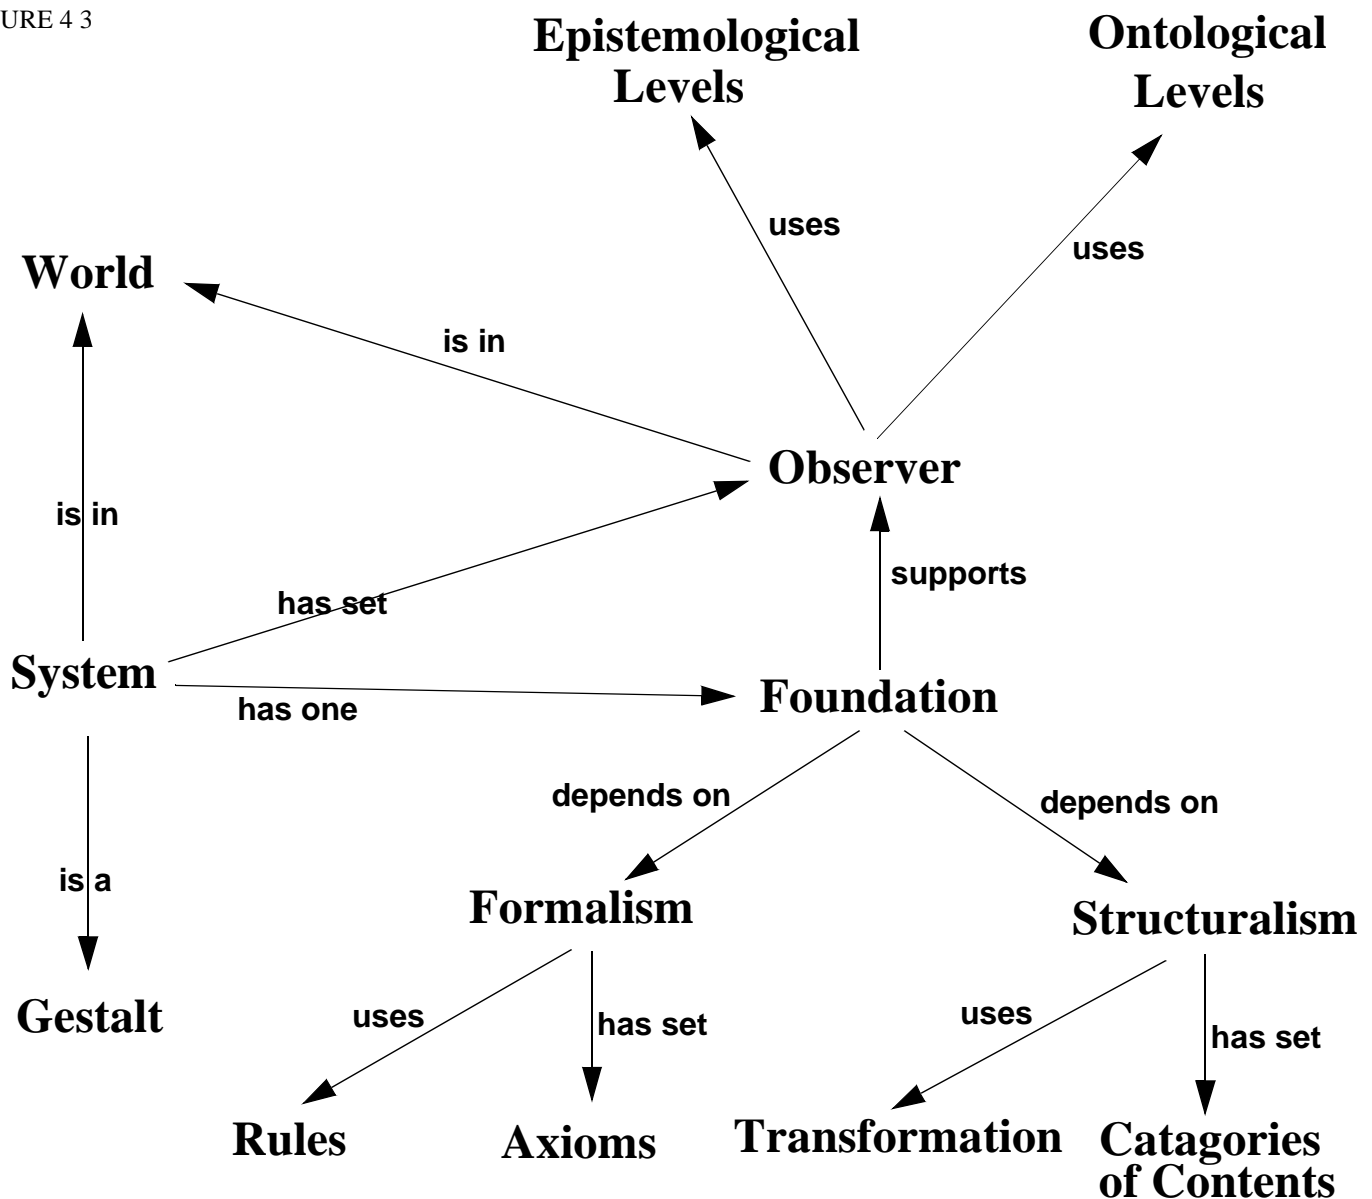 URE 4 3
Epistemological
Levels
Ontological
Levels
uses
uses
World
is in
Observer
is in
supports
has set
System
has one
Foundation
depends on
depends on
is a
Formalism
Structuralism
Gestalt
uses
has set
uses
has set
Rules
Axioms
Transformation
Catagories
of Contents